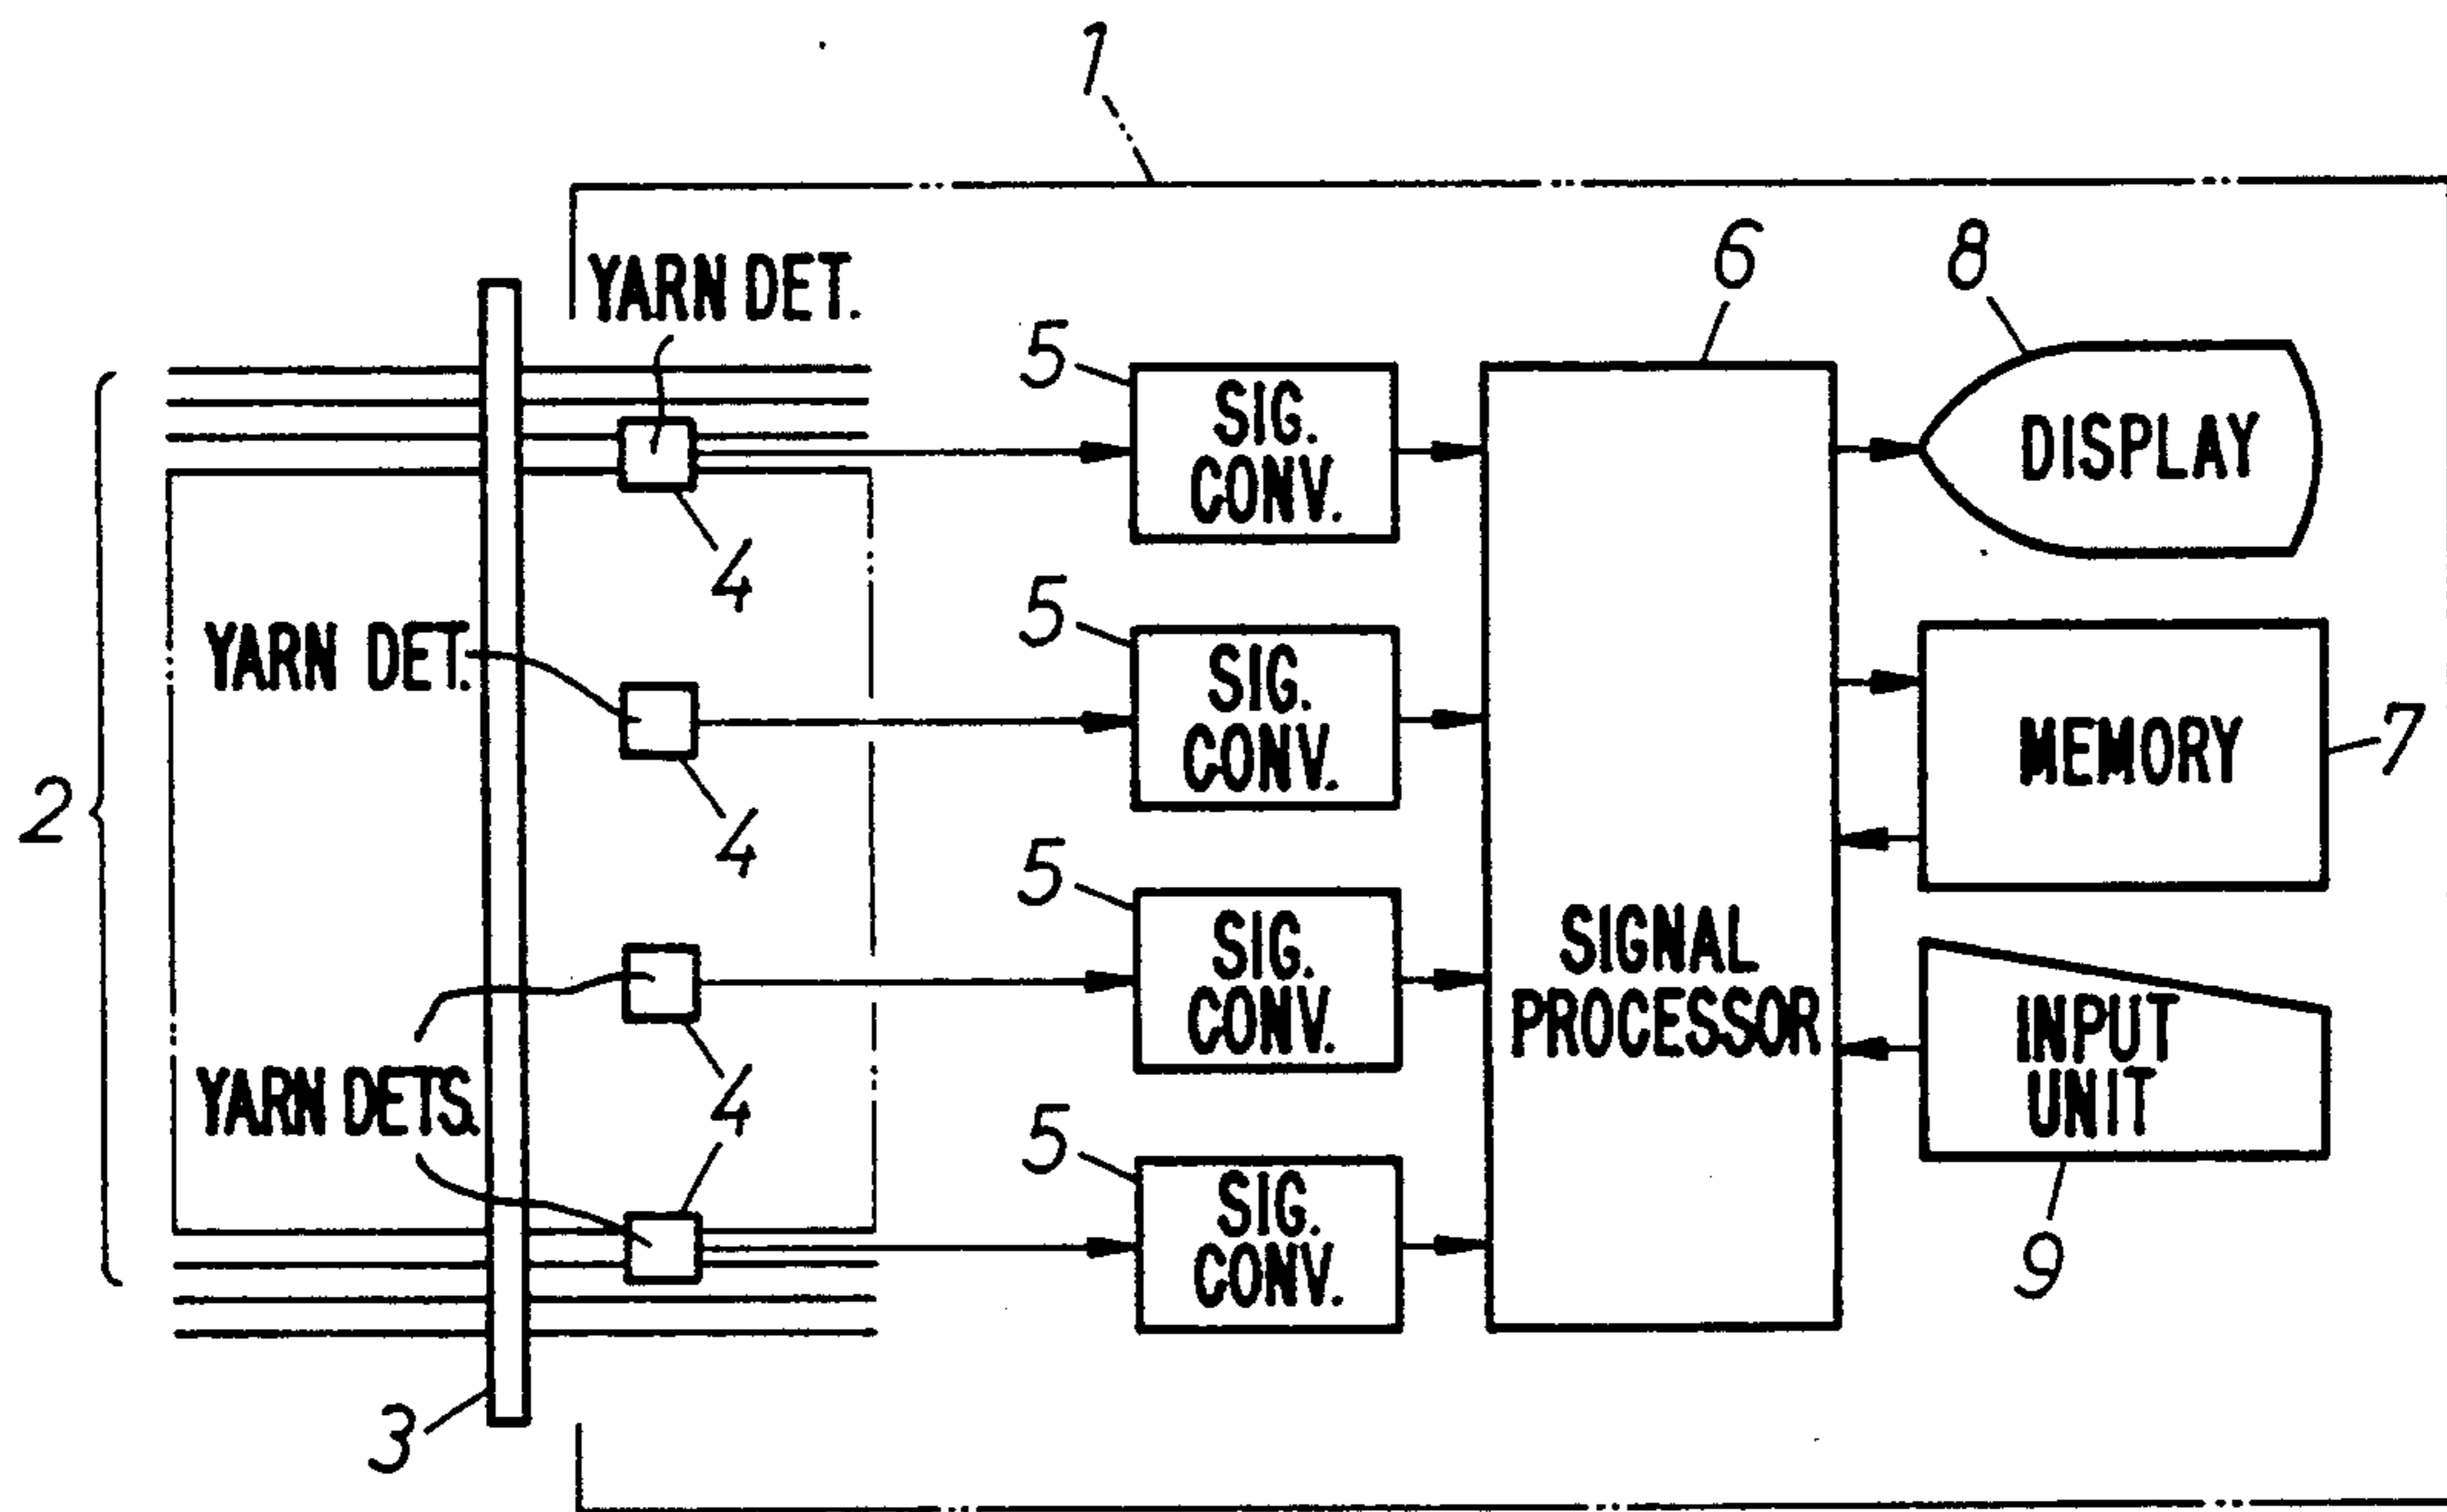 1
YARN DET.
6
8
5
SIG.
CONV.
DISPLAY
4
YARN DET.
5
SIG.
CONV.
MEMORY
7
4
2
5
SIG.
CONV.
SIGNAL
PROCESSOR
INPUT
UNIT
YARN DETS.
4
5
SIG.
CONV.
9
3